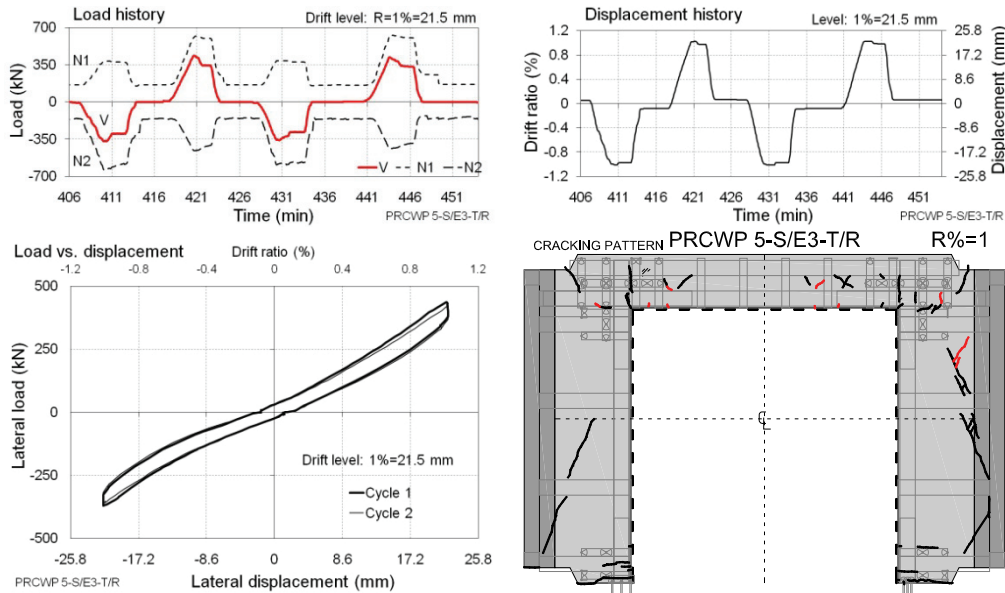 Load history
Drift level: R=1%=21.5 mm
700
350
0
-350
-700
Load (kN)
N1
V
N2
V N1 N2
406 411 416 421 426 431 436 441 446 451
Time (min)
PRCWP 5-S/E3-T/R
Displacement history
Level: 1%=21.5 mm
1.2
0.8
0.4
0
-0.4
-0.8
-1.2
Drift ratio (%)
25.8
17.2
8.6
0
-8.6
-17.2
-25.8
Displacement (mm)
406 411 416 421 426 431 436 441 446 451
Time (min)
PRCWP 5-S/E3-T/R
Load vs. displacement
Drift ratio (%)
-1.2 -0.8 -0.4 0 0.4 0.8 1.2
500
250
0
-250
-500
Lateral load (kN)
Drift level: 1%=21.5 mm
Cycle 1
Cycle 2
-25.8 -17.2 -8.6 0 8.6 17.2 25.8
Lateral displacement (mm)
PRCWP 5-S/E3-T/R
CRACKING PATTERN PRCWP 5-S/E3-T/R R%=1